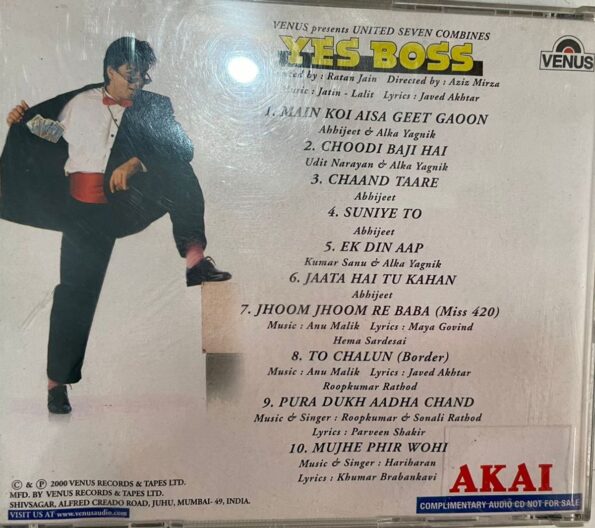 VENUS presents UNITED SEVEN COMBINES
YES BOSS
VENUS
by : Ratan Jain Directed by : Aziz Mirza
Music : Jatin - Lalit Lyrics : Javed Akhtar
1. MAIN KOI AISA GEET GAOON
Abhijeet & Alka Yagnik
2. CHOODI BAJI HAI
Udit Narayan & Alka Yagnik
3. CHAAND TAARE
Abhijeet
4. SUNIYE TO
Abhijeet
5. EK DIN AAP
Kumar Sanu & Alka Yagnik
6. JAATA HAI TU KAHAN
Abhijeet
7. JHOOM JHOOM RE BABA (Miss 420)
Music : Anu Malik Lyrics : Maya Govind
Hema Sardesai
8. TO CHALUN (Border)
Music : Anu Malik Lyrics : Javed Akhtar
Roopkumar Rathod
9. PURA DUKH AADHA CHAND
Music & Singer : Roopkumar & Sonali Rathod
Lyrics : Parveen Shakir
10. MUJHE PHIR WOHI
Music & Singer : Hariharan
Lyrics : Khumar Brabankavi
© & ℗ 2000 VENUS RECORDS & TAPES LTD.
MFD. BY VENUS RECORDS & TAPES LTD.
SHIVSAGAR, ALFRED CREADO ROAD, JUHU, MUMBAI- 49, INDIA.
VISIT US AT www.venusaudio.com
AKAI
COMPLIMENTARY AUDIO CD NOT FOR SALE